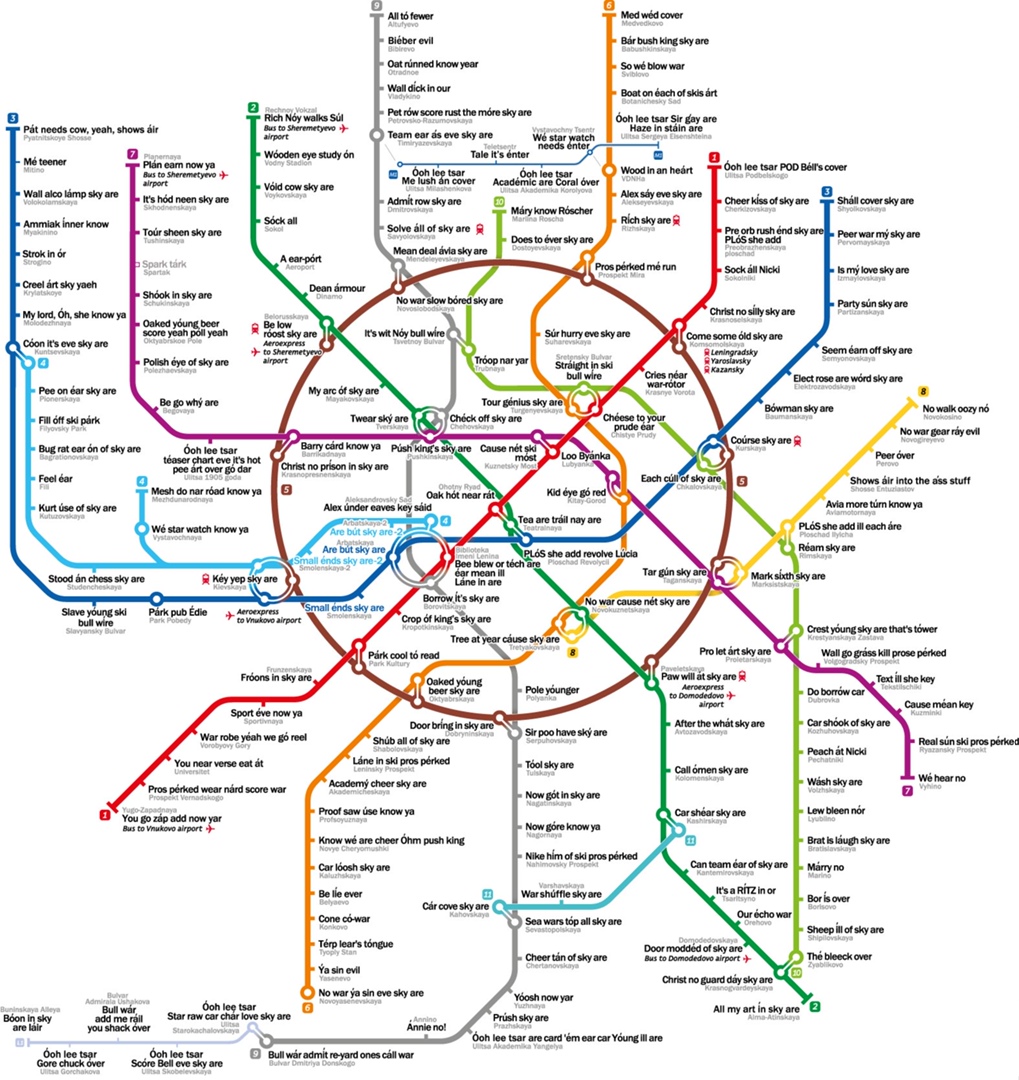 9
All tó fewer
Altufyevo
Biéber evil
Bibirevo
Oat rúnned know year
Otradnoe
Wall díck in our
Vladykino
Pet rów score rust the móre sky are
Petrovsko-Razumovskaya
Team ear ás eve sky are
Timiryazevskaya
Óoh lee tsar
Me lush án cover
Ulitsa Milashenkova
Admít row sky are
Dmitrovskaya
Solve áll of sky are
Savyolovskaya
Mean deal ávia sky are
Mendeleyevskaya
No war slow bóred sky are
Novoslobodskaya
It's wit Nóy bull wire
Tsvetnoy Bulvar
6
Med wéd cover
Medvedkovo
Bár bush king sky are
Babushkinskaya
So wé blow war
Sviblovo
Boat on éach of skis árt
Botanichesky Sad
Óoh lee tsar Sir gáy are
Haze in stáin are
Ulitsa Sergeya Eisenshteina
Vystavochny Tsentr
Wé star watch
needs énter
Teletsentr
Tale It's énter
Óoh lee tsar
Académic are Coral óver
Ulitsa Akademika Korolyova
Wood in an heárt
VDNHa
Alex sáy eve sky are
Alekseyevskaya
Rích sky are
Rizhskaya
Pros pérked mé run
Prospekt Mira
10
Máry know Róscher
Mariina Roscha
Does to éver sky are
Dostoyevskaya
Tróop nar yar
Trubnaya
Súr hurry eve sky are
Suharevskaya
Sretensky Bulvar
Stráight in ski
bull wire
Tour génius sky are
Turgenyevskaya
Chéese to your
prude éar
Chistye Prudy
3
Pát needs cow, yeah, shows áir
Pyatnitskoye Shosse
Mé teener
Mitino
Wall alco lámp sky are
Volokolamskaya
Ammiak ínner know
Myakinino
Strok in ór
Strogino
Creel árt sky yaeh
Krylatskoye
My lord, Óh, she know ya
Molodezhnaya
Cóon it's eve sky are
Kuntsevskaya
4
Pee on éar sky are
Pionerskaya
Fill óff ski párk
Filyovsky Park
Bug rat ear ón of sky are
Bagrationovskaya
Feel éar
Fili
Kurt úse of sky are
Kutuzovskaya
7
Planernaya
Plán earn now ya
Bus to Sheremetyevo
airport
It's hód neen sky are
Skhodnenskaya
Toúr sheen sky are
Tushinskaya
Spark tárk
Spartak
Shóok in sky are
Schukinskaya
Oaked yóung beer
score yeah póll yeah
Oktyabrskoe Pole
Polish éye of sky are
Polezhaevskaya
Be go whý are
Begovaya
Óoh lee tsar
téaser chart eve it's hot
pee árt over gó dar
Ulitsa 1905 goda
Barry cárd know ya
Barrikadnaya
Christ no príson in sky are
Krasnopresnenskaya
5
2
Rechnoy Vokzal
Rich Nóy walks Súl
Bus to Sheremetyevo
airport
Wóoden eye study ón
Vodny Stadion
Vóid cow sky are
Voykovskaya
Sóck all
Sokol
A ear-pórt
Aeroport
Dean ármour
Dinamo
Belorusskaya
Be low
róost sky are
Aeroexpress
to Sheremetyevo
airport
My arc óf sky are
Mayakovskaya
Twear ský are
Tverskaya
Chéck off sky are
Chehovskaya
Púsh king's sky are
Pushkinskaya
Cause nét ski
móst
Kuznetsky Most
Loo Byánka
Lubyanka
Kid éye gó red
Kitay-Gorod
1
Óoh lee tsar POD Béll's cover
Ulitsa Podbelskogo
Cheer kíss of sky are
Cherkizovskaya
Pre orb rush énd sky are
PLóS she add
Preobrazhenskaya
ploschad
Sock áll Nicki
Sokolniki
Christ no sílly sky are
Krasnoselskaya
Come some óld sky are
Komsomolskaya
Leningradsky
Yaroslavsky
Kazansky
Cries néer
war-rótor
Krasnye Vorota
3
Sháll cover sky are
Shyolkovskaya
Peer war mý sky are
Pervomayskaya
Is mý love sky are
Izmaylovskaya
Party sún sky are
Partizanskaya
Seem éarn off sky are
Semyonovskaya
Elect rose are wórd sky are
Elektrozavodskaya
Bówman sky are
Baumanskaya
Coúrse sky are
Each cúll of sky are
Chkalovskaya
5
8
No walk oozy nó
Novokosino
No war gear ráy evil
Novogireyevo
Peer óver
Perovo
Shows áir into the áss stuff
Shosse Entuziastov
Avia more túrn know ya
Aviamotornaya
PLóS she add ill each áre
Ploschad Ilyicha
Réam sky are
Rimskaya
Mark síxth sky are
Marksistskaya
Tar gún sky are
Taganskaya
4
Mesh do nar róad know ya
Mezhdunarodnaya
Wé star watch know ya
Vystavochnaya
Stood án chess sky are
Studencheskaya
Slave yóung ski
bull wire
Slavyansky Bulvar
Párk pub Édie
Park Pobedy
Kéy yep sky are
Kievskaya
Aeroexpress
to Vnukovo airport
Aleksandrovsky Sad
Alex únder eaves key sáid
4
Arbatskaya-2
Are bút sky are -2
Arbatskaya
Are bút sky are
Small énds sky are-2
Smolenskaya-2
Small énds sky are
Smolenskaya
Ohotny Ryad
Oak hót near rát
Tea are tráil nay are
Teatralnaya
PLóS she add revolve Lúcia
Ploschad Revolycii
Biblioteka
Imeni Lenina
Bee blew or téch are
éar mean ill
Láne in are
Borrow ít's sky are
Borovitskaya
Crop óf king's sky are
Kropotkinskaya
No war cause nét sky are
Novokuznetskaya
Tree at year cáuse sky are
Tretyakovskaya
8
Párk cool tó read
Park Kultury
Frunzenskaya
Fróons in sky are
Sport éve now ya
Sportivnaya
War robe yéah we gó reel
Vorobyovy Gory
You near verse eat át
Universitet
Pros pérked wear nárd score war
Prospekt Vernadskogo
1
Yugo-Zapadnaya
You go záp add now yar
Bus to Vnukovo airport
Oaked yóung
beer sky are
Oktyabrskaya
Shúb all of sky are
Shabolovskaya
Láne in ski pros pérked
Leninsky Prospekt
Academý cheer sky are
Akademicheskaya
Proof saw úse know ya
Profsoyuznaya
Know wé are cheer Óhm push king
Novye Cheryomushki
Car lóosh sky are
Kaluzhskaya
Be líe ever
Belyaevo
Cone có-war
Konkovo
Térp lear's tóngue
Tyoply Stan
Ýa sin evil
Yasenevo
No war ýa sin eve sky are
Novoyasenevskaya
6
Pole yóunger
Polyanka
Door bríng in sky are
Dobryninskaya
Sir poo have ský are
Serpuhovskaya
Tóol sky are
Tulskaya
Now gót in sky are
Nagatinskaya
Now góre know ya
Nagornaya
Nike hím of ski pros pérked
Nahimovsky Prospekt
Varshavskaya
War shúffle sky are
11
Cár cove sky are
Kahovskaya
Sea wars tóp all sky are
Sevastopolskaya
Cheer tán of sky are
Chertanovskaya
Yóosh now yar
Yuzhnaya
Prúsh sky are
Prazhskaya
Óoh lee tsar are card 'ém ear car Yóung ill are
Ulitsa Akademika Yangelya
Annino
Ánnie no!
9
Bull wár admít re-yard ones cáll war
Bulvar Dmitriya Donskogo
Óoh lee tsar
Star raw car chár love sky are
Ulitsa
Starokachalovskaya
Buninskaya Alleya
Bóon in sky
are láir
Óoh lee tsar
Gore chuck óver
Ulitsa Gorchakova
Bulvar
Admirala Ushakova
Bull wár
add me ráil
you shack óver
Óoh lee tsar
Scóre Bell eve sky are
Ulitsa Skobelevskaya
Paveletskaya
Paw will át sky are
Aeroexpress
to Domodedovo
airport
After the whát sky are
Avtozavodskaya
Call ómen sky are
Kolomenskaya
Car shéar sky are
Kashirskaya
11
Can team éar of sky are
Kantemirovskaya
It's a RÍTZ in or
Tsaritsyno
Our écho war
Orehovo
Domodedovskaya
Door moddéd of sky are
Bus to Domodedovo airport
Christ no guard dáy sky are
Krasnogvardeyskaya
All my art ín sky are
Alma-Atinskaya
2
Crest yóung sky are that's tówer
Krestyanskaya Zastava
Pro let árt sky are
Proletarskaya
Do bórrow cár
Dubrovka
Car shóok of sky are
Kozhuhovskaya
Peach át Nicki
Pechatniki
Wásh sky are
Volzhskaya
Lew bleen nór
Lyublino
Brat is láugh sky are
Bratislavskaya
Márry no
Marino
Bor ís over
Borisovo
Sheep íll of sky are
Shipilovskaya
Thé bleeck over
Zyablikovo
10
Wall go gráss kill prose pérked
Volgogradsky Prospekt
Text íll she key
Tekstilschiki
Cause méan key
Kuzminki
Real sún ski pros pérked
Ryazansky Prospekt
Wé hear no
Vyhino
7